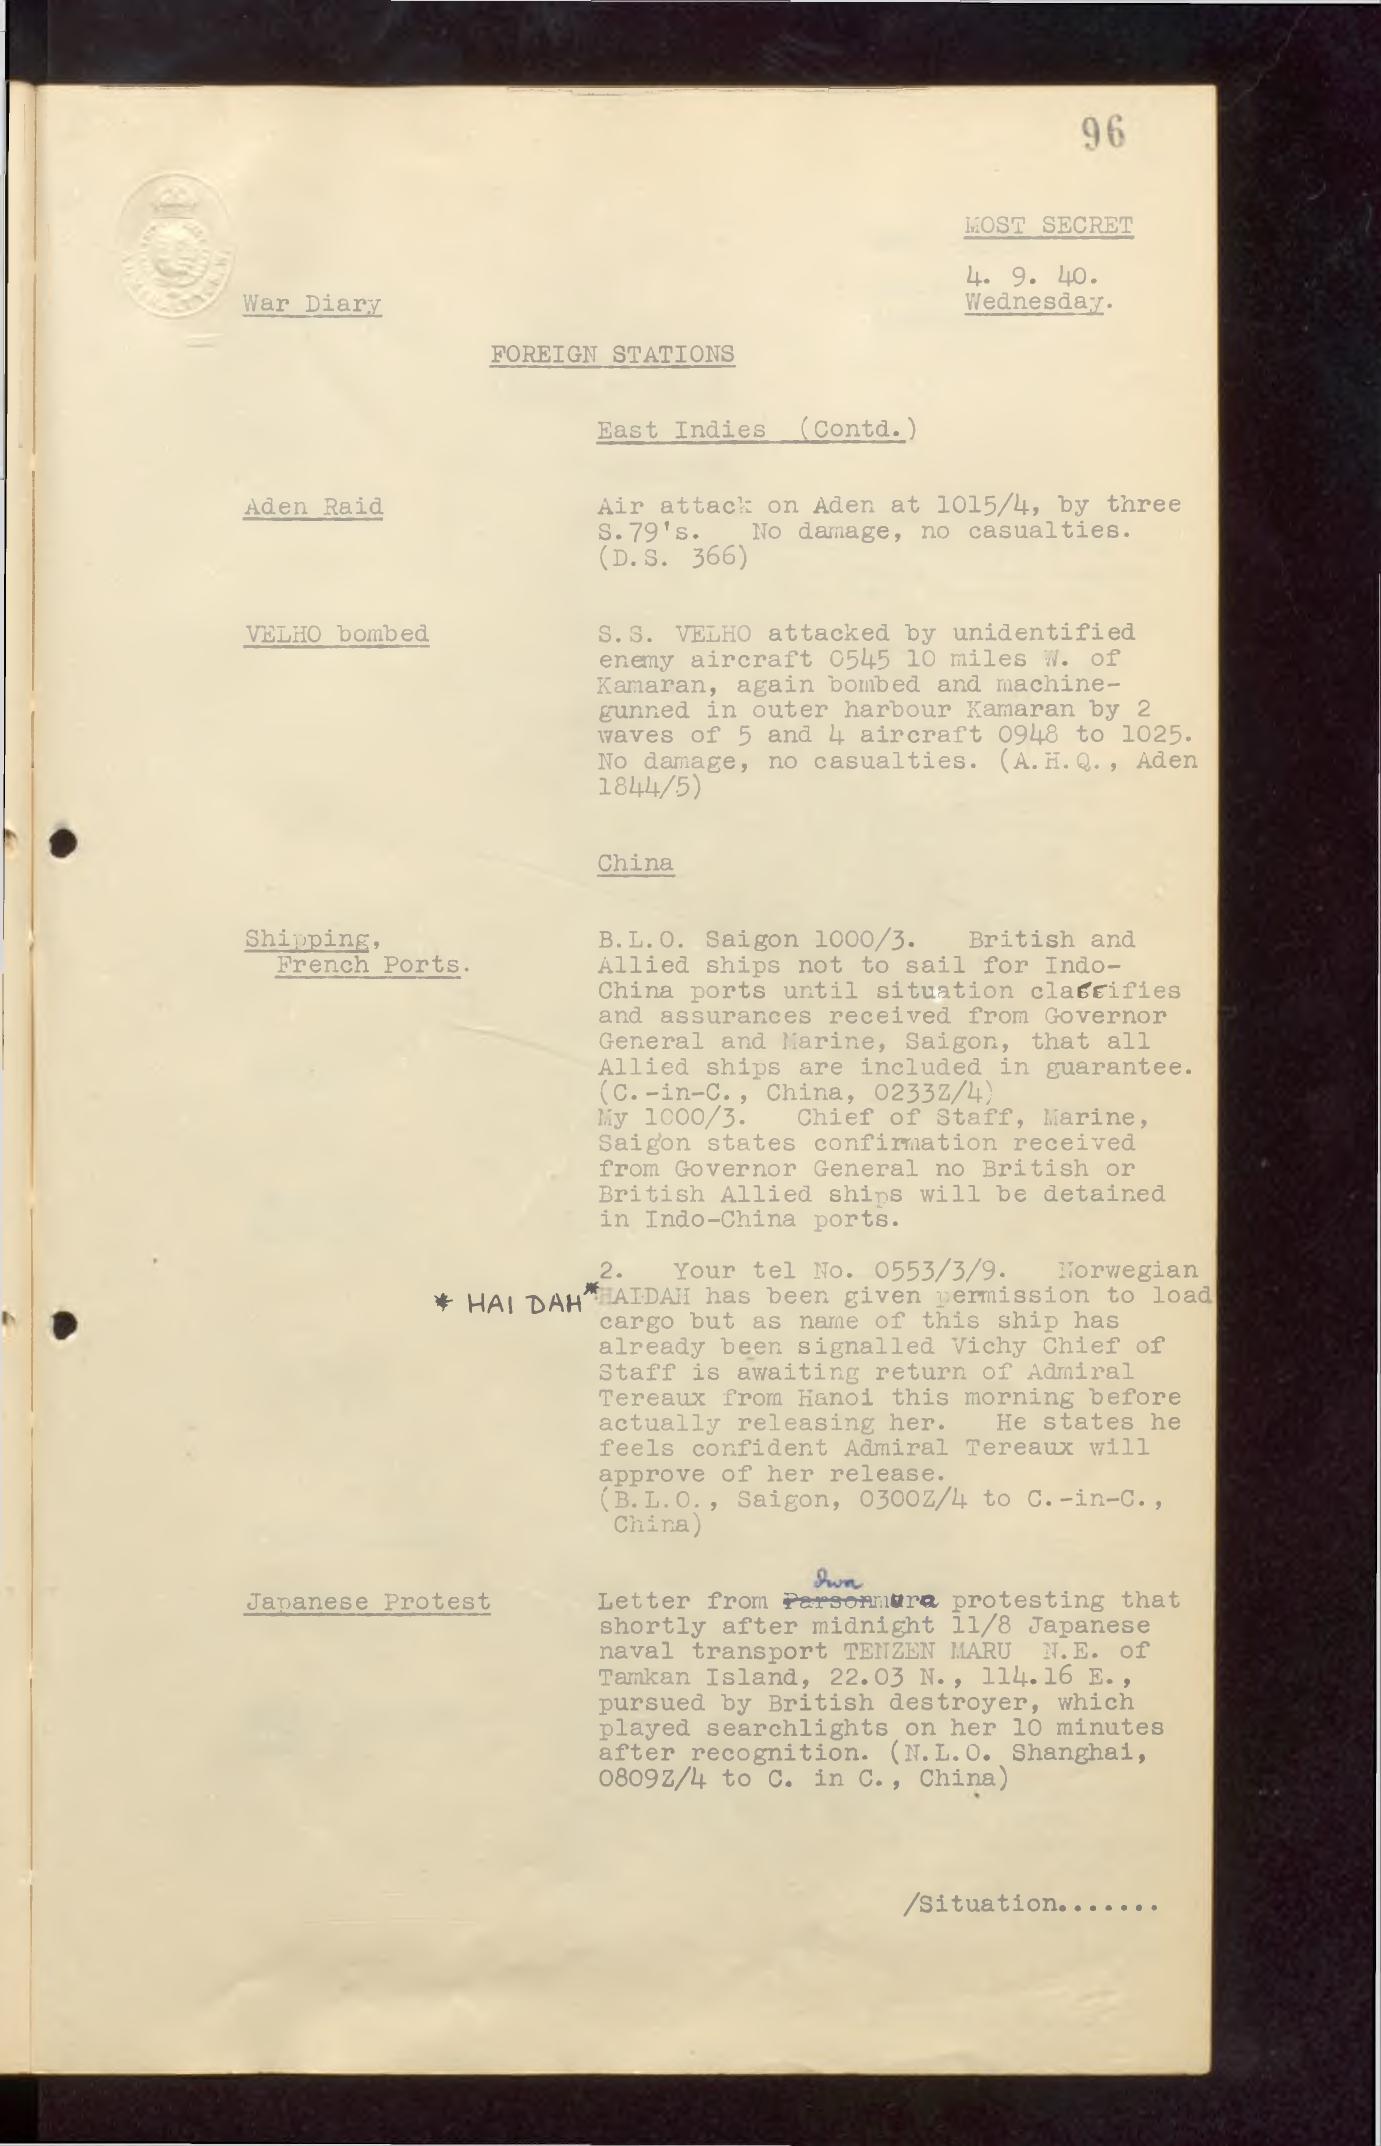 96
MOST SECRET
4. 9. 40.
Wednesday.
War Diary
FOREIGN STATIONS
East Indies (Contd.)
Aden Raid
Air attack on Aden at 1015/4, by three
S.79's. No damage, no casualties.
(D.S. 366)
VELHO bombed
S.S. VELHO attacked by unidentified
enemy aircraft 0545 10 miles W. of
Kamaran, again bombed and machine-
gunned in outer harbour Kamaran by 2
waves of 5 and 4 aircraft 0948 to 1025.
No damage, no casualties. (A.H.Q., Aden
1844/5)
China
Shipping,
French Ports.
B.L.O. Saigon 1000/3. British and
Allied ships not to sail for Indo-
China ports until situation classifies
and assurances received from Governor
General and Marine, Saigon, that all
Allied ships are included in guarantee.
(C.-in-C., China, 0233Z/4)
My 1000/3. Chief of Staff, Marine,
Saigon states confirmation received
from Governor General no British or
British Allied ships will be detained
in Indo-China ports.
2. Your tel No. 0553/3/9. Norwegian
* HAI DAH * HAIDAH has been given permission to load
cargo but as name of this ship has
already been signalled Vichy Chief of
Staff is awaiting return of Admiral
Tereaux from Hanoi this morning before
actually releasing her. He states he
feels confident Admiral Tereaux will
approve of her release.
(B.L.O., Saigon, 0300Z/4 to C.-in-C.,
China)
Japanese Protest
Letter from Parsonmura protesting that
shortly after midnight 11/8 Japanese
naval transport TENZEN MARU N.E. of
Tamkan Island, 22.03 N., 114.16 E.,
pursued by British destroyer, which
played searchlights on her 10 minutes
after recognition. (N.L.O. Shanghai,
0809Z/4 to C. in C., China)
/Situation.......